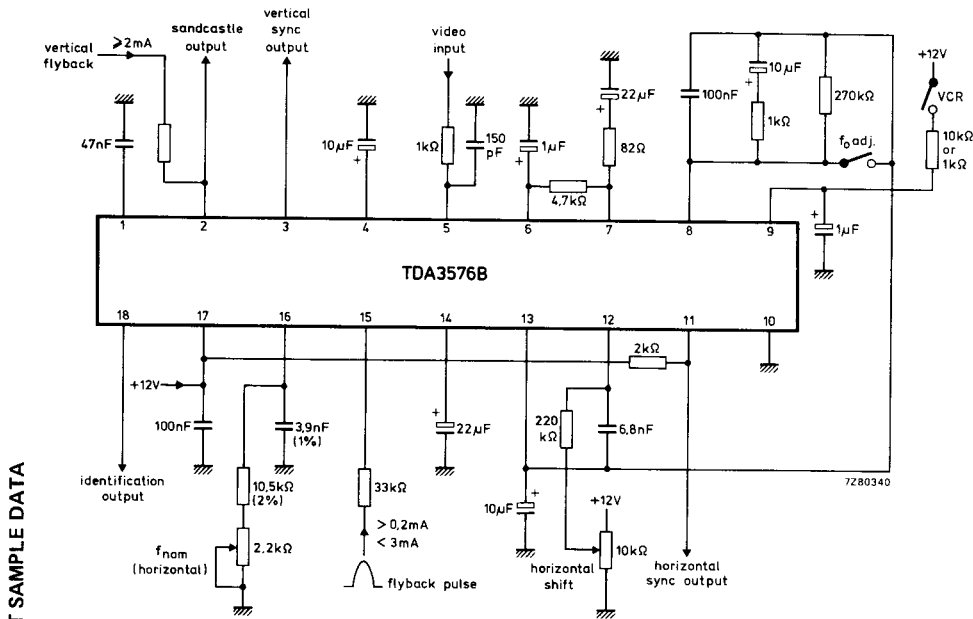 vertical
flyback
⩾2mA
sandcastle
output
vertical
sync
output
video
input
+12V
VCR
47nF
10µF
+
1kΩ
150
pF
1µF
+
22µF
+
82Ω
4,7kΩ
100nF
10µF
+
1kΩ
270kΩ
f₀ adj.
10kΩ
or
1kΩ
+
1µF
1 2 3 4 5 6 7 8 9
TDA3576B
18 17 16 15 14 13 12 11 10
2kΩ
+12V
100nF
3,9nF
(1%)
+
22µF
220
kΩ
6,8nF
identification
output
10,5kΩ
(2%)
33kΩ
7Z80340
+
10µF
+12V
> 0,2mA
< 3mA
2,2kΩ
10kΩ
fnom
(horizontal)
flyback pulse
horizontal
shift
horizontal
sync output
T SAMPLE DATA